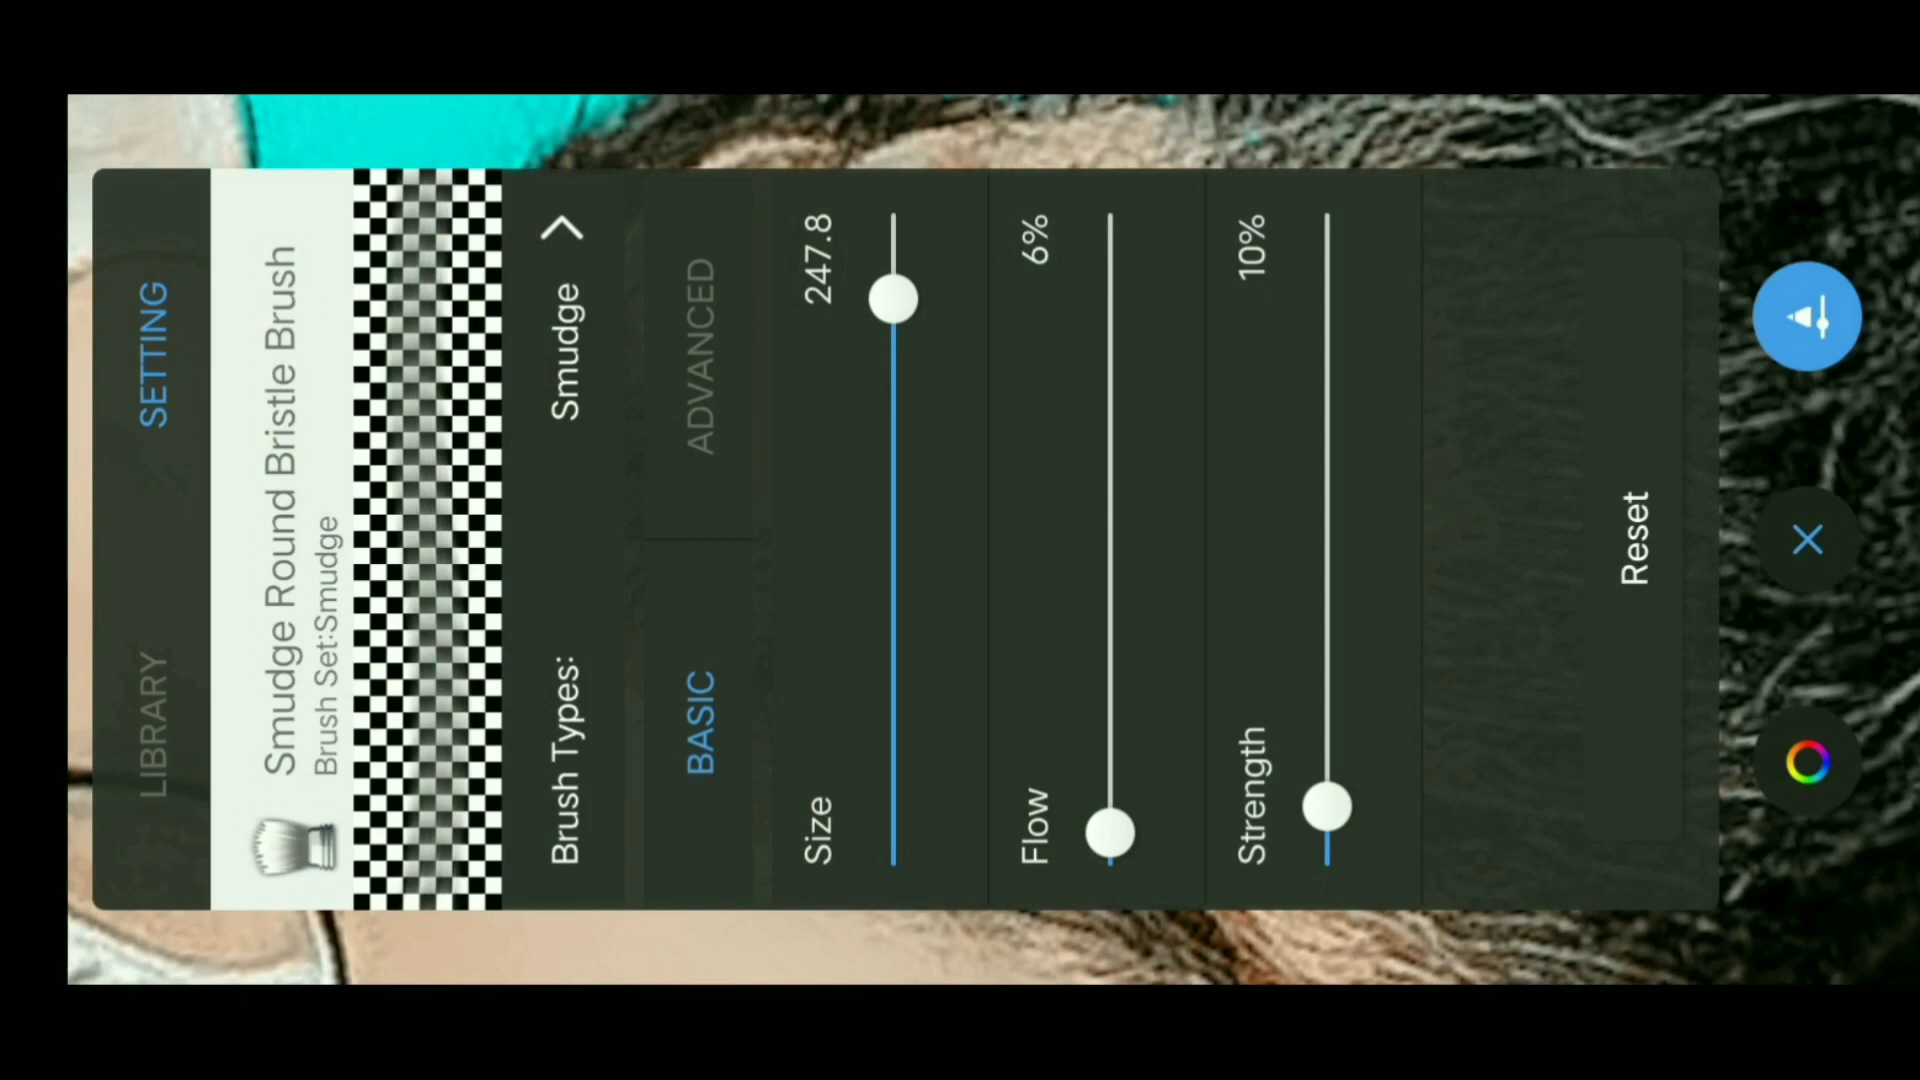 LIBRARY SETTING
Smudge Round Bristle Brush
Brush Set:Smudge
Brush Types: Smudge
BASIC ADVANCED
Size 247.8
Flow 6%
Strength 10%
Reset